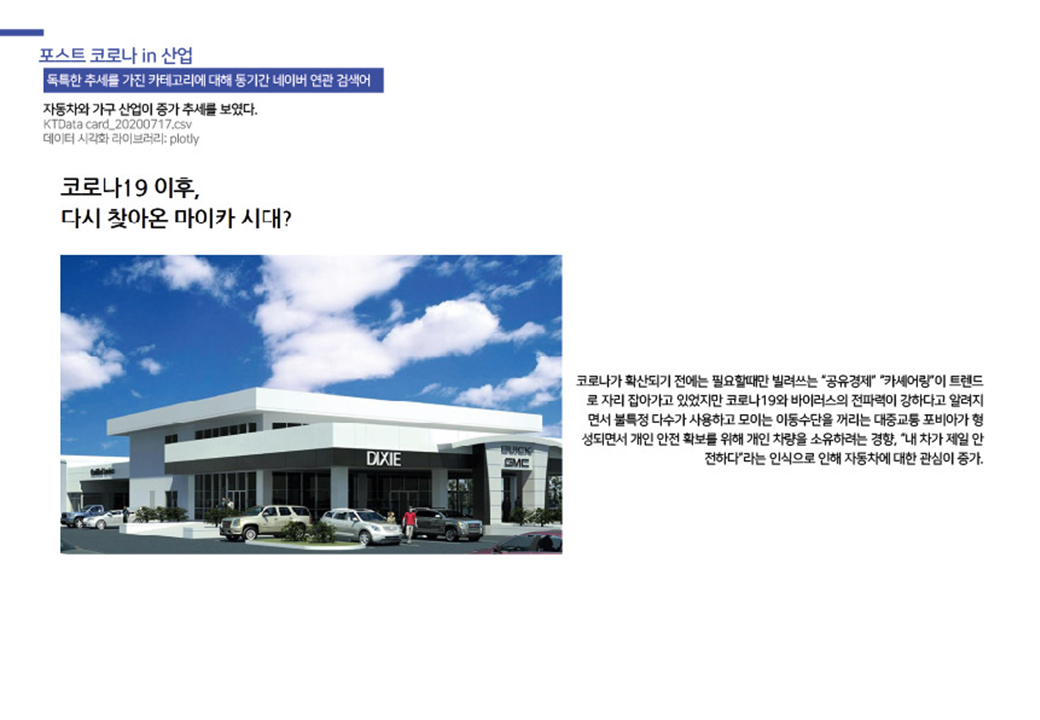 포스트 코로나 in 산업
독특한 추세를 가진 카테고리에 대해 동기간 네이버 연관 검색어
자동차와 가구 산업이 증가 추세를 보였다.
KTData card_20200717.csv
데이터 시각화 라이브러리: plotly
코로나19 이후,
다시 찾아온 마이카 시대?
DIXIE
BUICK
GMC
코로나가 확산되기 전에는 필요할때만 빌려쓰는 “공유경제” “카셰어링”이 트렌드
로 자리 잡아가고 있었지만 코로나19와 바이러스의 전파력이 강하다고 알려지
면서 불특정 다수가 사용하고 모이는 이동수단을 꺼리는 대중교통 포비아가 형
성되면서 개인 안전 확보를 위해 개인 차량을 소유하려는 경향, “내 차가 제일 안
전하다”라는 인식으로 인해 자동차에 대한 관심이 증가.